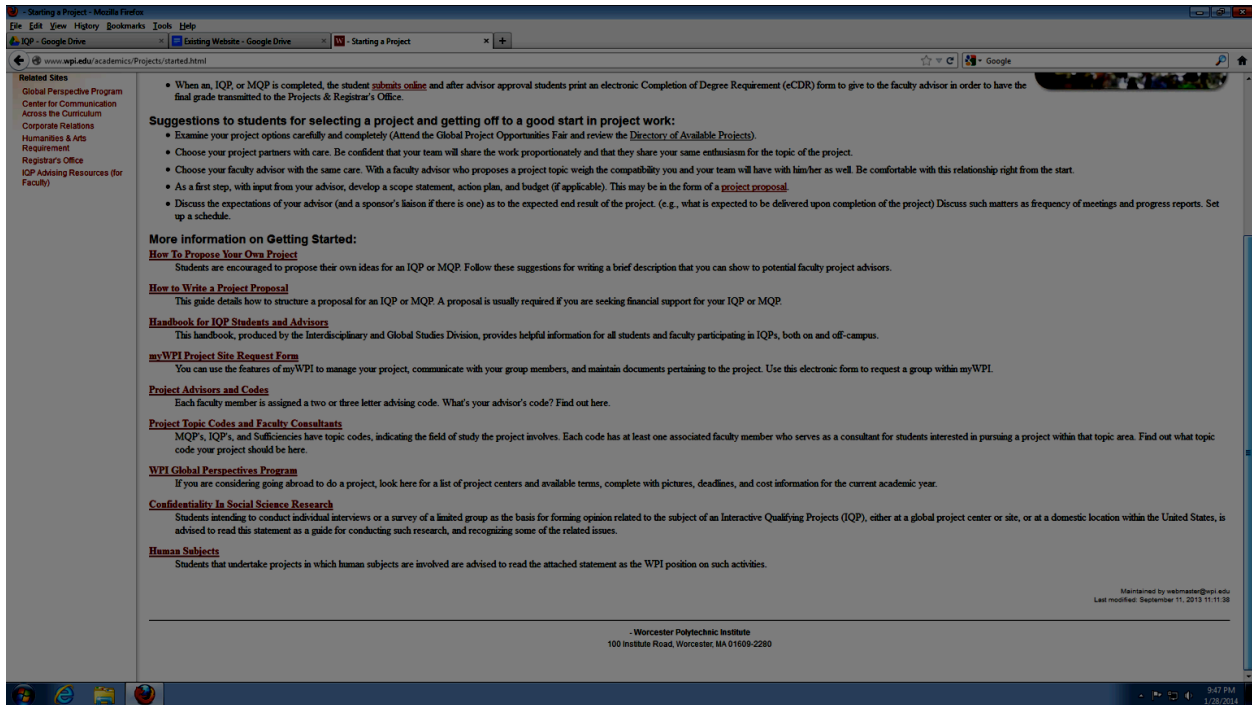 - Starting a Project - Mozilla Firefox
File Edit View History Bookmarks Tools Help
IQP - Google Drive
Existing Website - Google Drive
W - Starting a Project
www.wpi.edu/academics/Projects/started.html
Google
Related Sites
Global Perspective Program
Center for Communication
Across the Curriculum
Corporate Relations
Humanities & Arts
Requirement
Registrar's Office
IQP Advising Resources (for
Faculty)
• When an, IQP, or MQP is completed, the student submits online and after advisor approval students print an electronic Completion of Degree Requirement (eCDR) form to give to the faculty advisor in order to have the
final grade transmitted to the Projects & Registrar's Office.
Suggestions to students for selecting a project and getting off to a good start in project work:
• Examine your project options carefully and completely (Attend the Global Project Opportunities Fair and review the Directory of Available Projects).
• Choose your project partners with care. Be confident that your team will share the work proportionately and that they share your same enthusiasm for the topic of the project.
• Choose your faculty advisor with the same care. With a faculty advisor who proposes a project topic weigh the compatibility you and your team will have with him/her as well. Be comfortable with this relationship right from the start.
• As a first step, with input from your advisor, develop a scope statement, action plan, and budget (if applicable). This may be in the form of a project proposal.
• Discuss the expectations of your advisor (and a sponsor's liaison if there is one) as to the expected end result of the project. (e.g., what is expected to be delivered upon completion of the project) Discuss such matters as frequency of meetings and progress reports. Set
up a schedule.
More information on Getting Started:
How To Propose Your Own Project
Students are encouraged to propose their own ideas for an IQP or MQP. Follow these suggestions for writing a brief description that you can show to potential faculty project advisors.
How to Write a Project Proposal
This guide details how to structure a proposal for an IQP or MQP. A proposal is usually required if you are seeking financial support for your IQP or MQP.
Handbook for IQP Students and Advisors
This handbook, produced by the Interdisciplinary and Global Studies Division, provides helpful information for all students and faculty participating in IQPs, both on and off-campus.
myWPI Project Site Request Form
You can use the features of myWPI to manage your project, communicate with your group members, and maintain documents pertaining to the project. Use this electronic form to request a group within myWPI.
Project Advisors and Codes
Each faculty member is assigned a two or three letter advising code. What's your advisor's code? Find out here.
Project Topic Codes and Faculty Consultants
MQP's, IQP's, and Sufficiencies have topic codes, indicating the field of study the project involves. Each code has at least one associated faculty member who serves as a consultant for students interested in pursuing a project within that topic area. Find out what topic
code your project should be here.
WPI Global Perspectives Program
If you are considering going abroad to do a project, look here for a list of project centers and available terms, complete with pictures, deadlines, and cost information for the current academic year.
Confidentiality In Social Science Research
Students intending to conduct individual interviews or a survey of a limited group as the basis for forming opinion related to the subject of an Interactive Qualifying Projects (IQP), either at a global project center or site, or at a domestic location within the United States, is
advised to read this statement as a guide for conducting such research, and recognizing some of the related issues.
Human Subjects
Students that undertake projects in which human subjects are involved are advised to read the attached statement as the WPI position on such activities.
Maintained by webmaster@wpi.edu
Last modified: September 11, 2013 11:11:38
- Worcester Polytechnic Institute
100 Institute Road, Worcester, MA 01609-2280
9:47 PM
1/28/2014